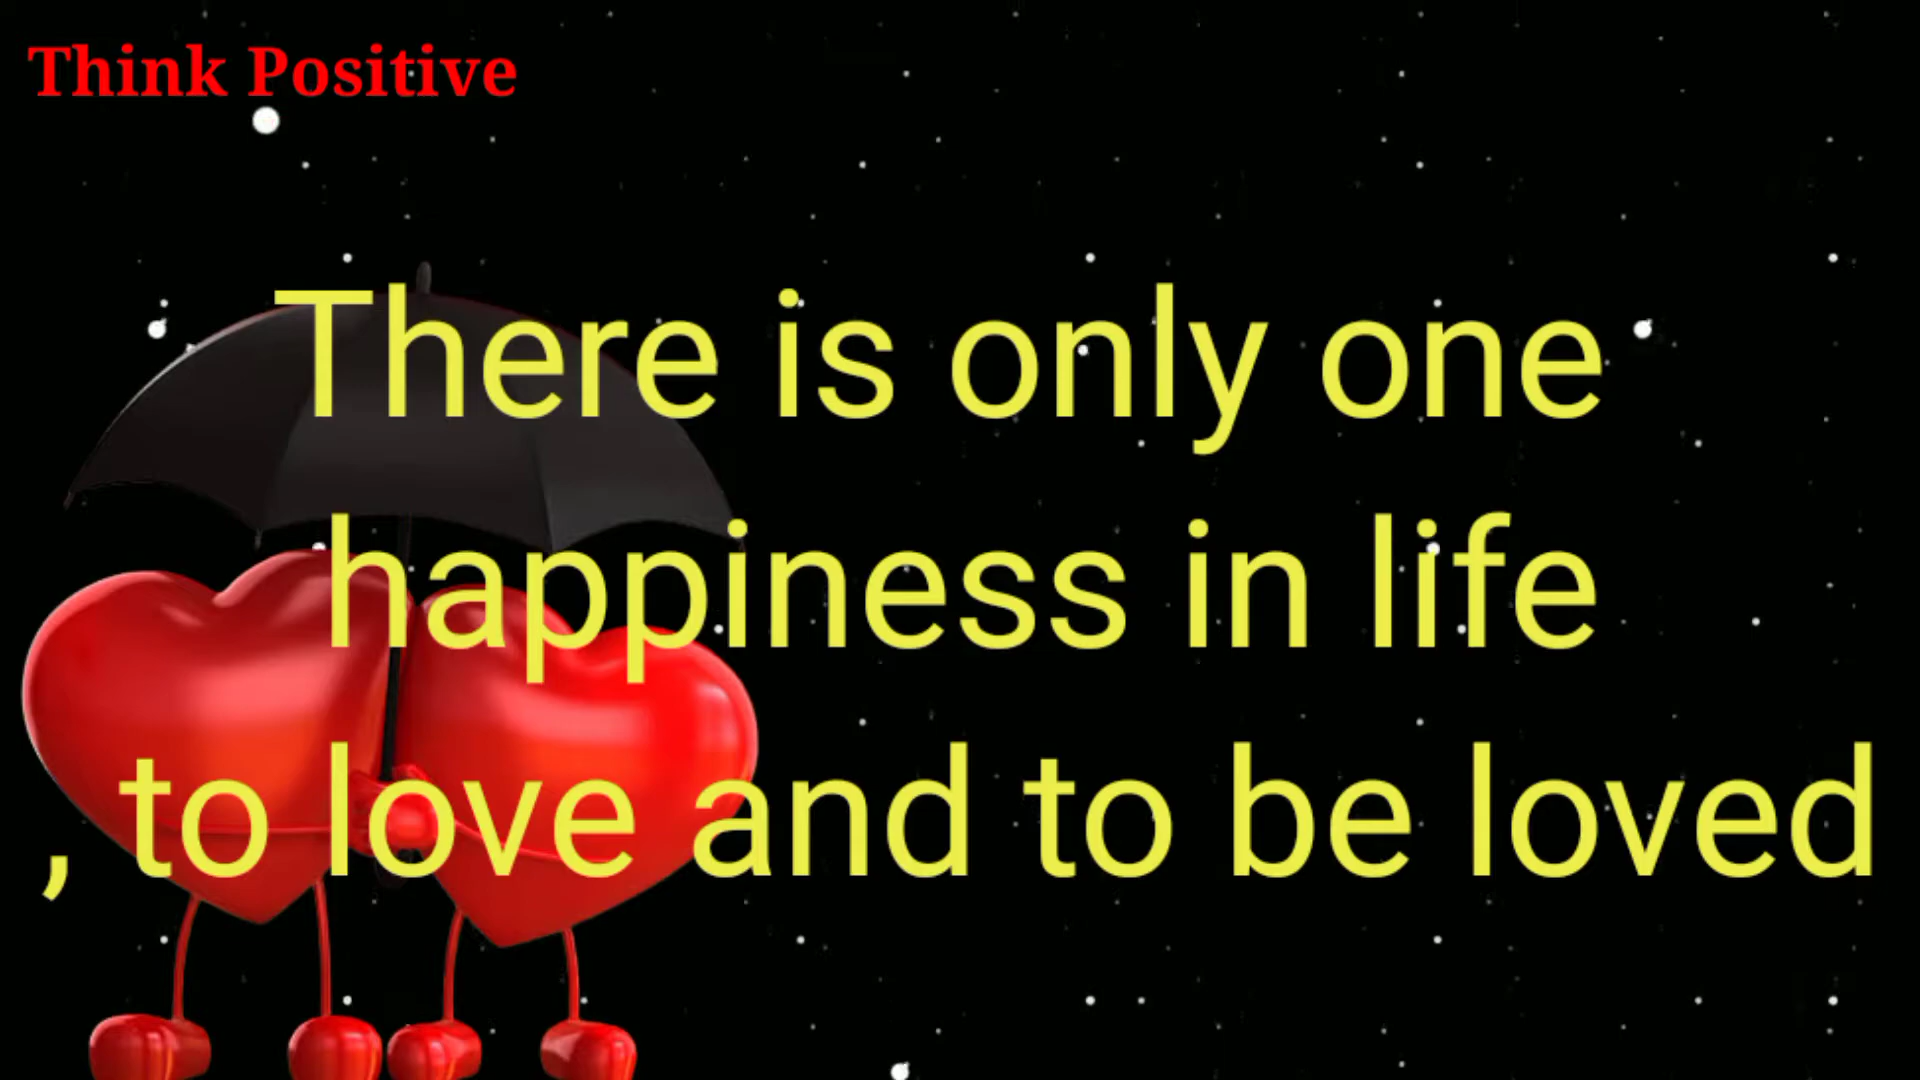 Think Positive
There is only one
happiness in life
, to love and to be loved